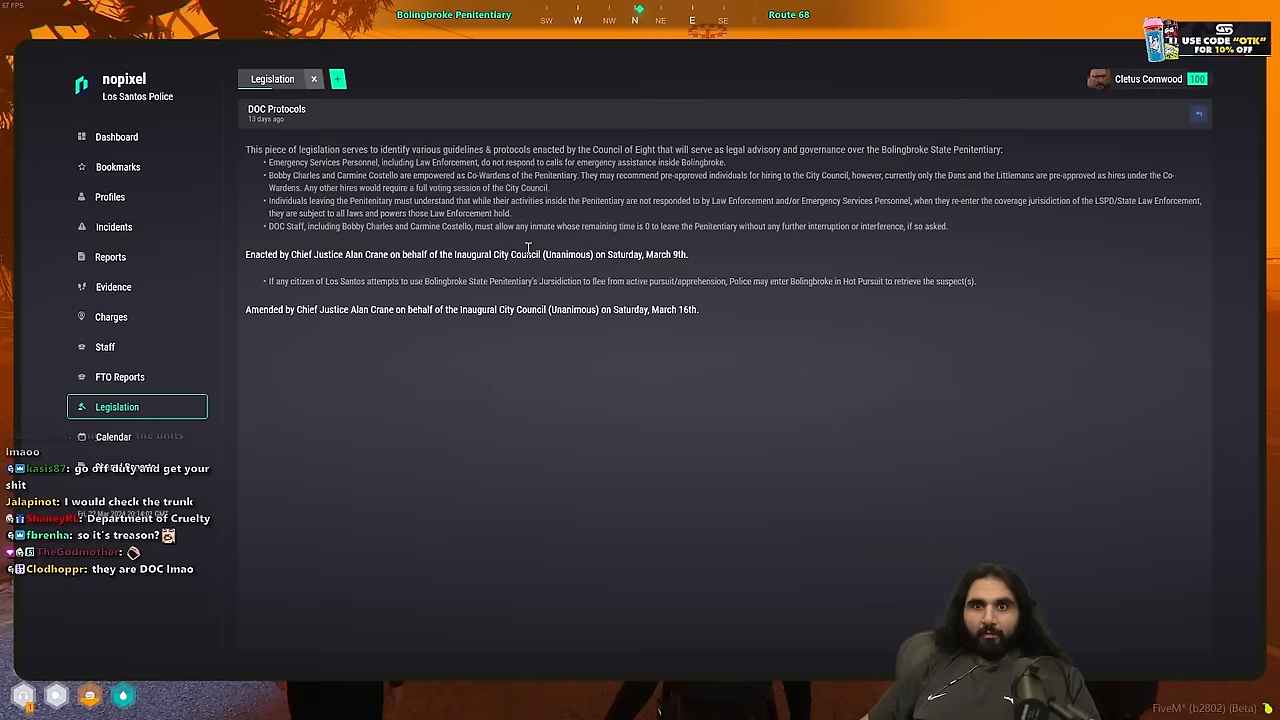 57 FPS
Bolingbroke Penitentiary
SW W NW N NE E SE S
Route 68
USE CODE "OTK"
FOR 10% OFF
nopixel
Los Santos Police
Legislation
Cletus Cornwood 100
DOC Protocols
13 days ago
Dashboard
Bookmarks
Profiles
Incidents
Reports
Evidence
Charges
Staff
FTO Reports
Legislation
Calendar
This piece of legislation serves to identify various guidelines & protocols enacted by the Council of Eight that will serve as legal advisory and governance over the Bolingbroke State Penitentiary:
• Emergency Services Personnel, including Law Enforcement, do not respond to calls for emergency assistance inside Bolingbroke.
• Bobby Charles and Carmine Costello are empowered as Co-Wardens of the Penitentiary. They may recommend pre-approved individuals for hiring to the City Council, however, currently only the Dans and the Littlemans are pre-approved as hires under the Co-
Wardens. Any other hires would require a full voting session of the City Council.
• Individuals leaving the Penitentiary must understand that while their activities inside the Penitentiary are not responded to by Law Enforcement and/or Emergency Services Personnel, when they re-enter the coverage jurisdiction of the LSPD/State Law Enforcement,
they are subject to all laws and powers those Law Enforcement hold.
• DOC Staff, including Bobby Charles and Carmine Costello, must allow any inmate whose remaining time is 0 to leave the Penitentiary without any further interruption or interference, if so asked.
Enacted by Chief Justice Alan Crane on behalf of the Inaugural City Council (Unanimous) on Saturday, March 9th.
• If any citizen of Los Santos attempts to use Bolingbroke State Penitentiary's Jursidiction to flee from active pursuit/apprehension, Police may enter Bolingbroke in Hot Pursuit to retrieve the suspect(s).
Amended by Chief Justice Alan Crane on behalf of the Inaugural City Council (Unanimous) on Saturday, March 16th.
the units
lmaoo
kasis87: go off duty and get your
shit
Jalapinot: I would check the trunk
Fri, 22 Mar 2024 20:14:01 GMT
ShaneyRL: Department of Cruelty
fbrenha: so it's treason?
TheGodmother:
Clodhoppr: they are DOC lmao
1
FiveM* (b2802) (Beta)